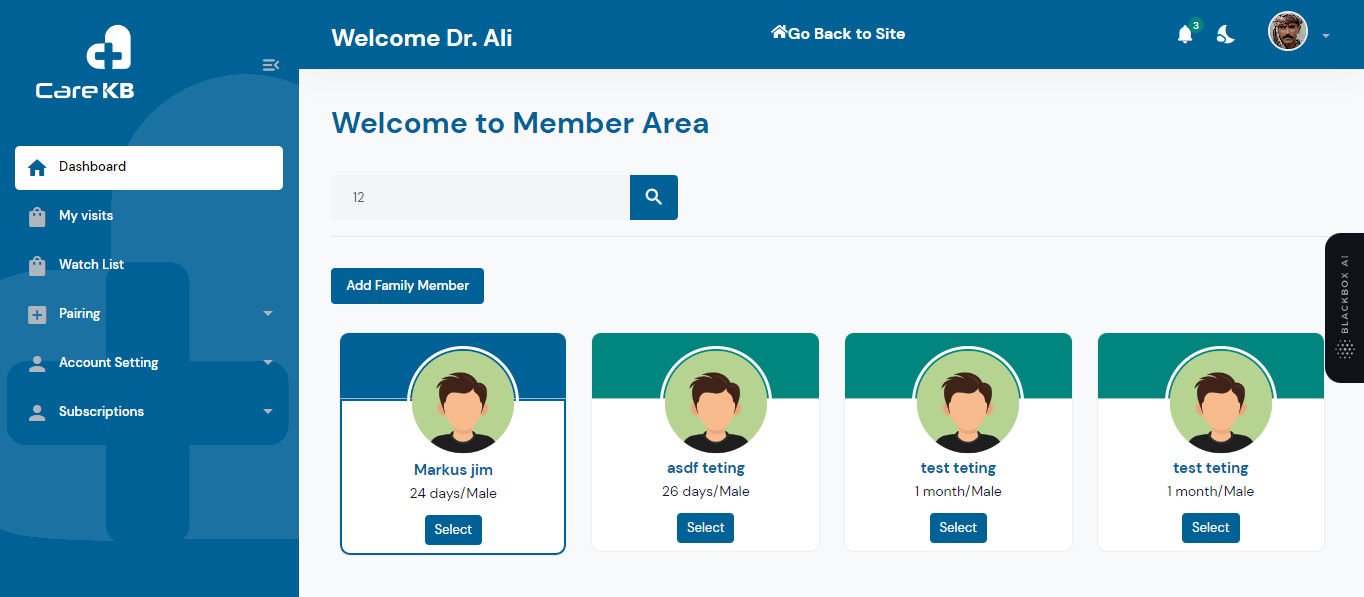 Care KB
Dashboard
My visits
Watch List
Pairing
Account Setting
Subscriptions
Welcome Dr. Ali
Go Back to Site
3
Welcome to Member Area
12
Add Family Member
Markus jim
24 days/Male
Select
asdf teting
26 days/Male
Select
test teting
1 month/Male
Select
test teting
1 month/Male
Select
BLACKBOX AI